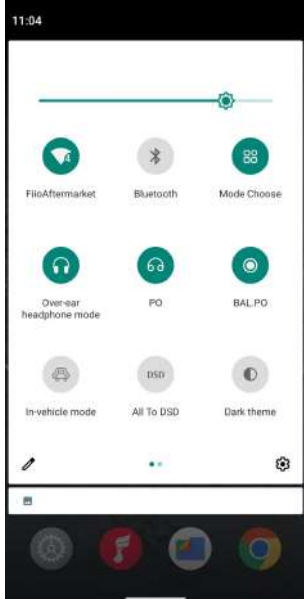 11:04
FiioAftermarket
Bluetooth
Mode Choose
Over-ear
headphone mode
PO
BAL.PO
In-vehicle mode
DSD
All To DSD
Dark theme